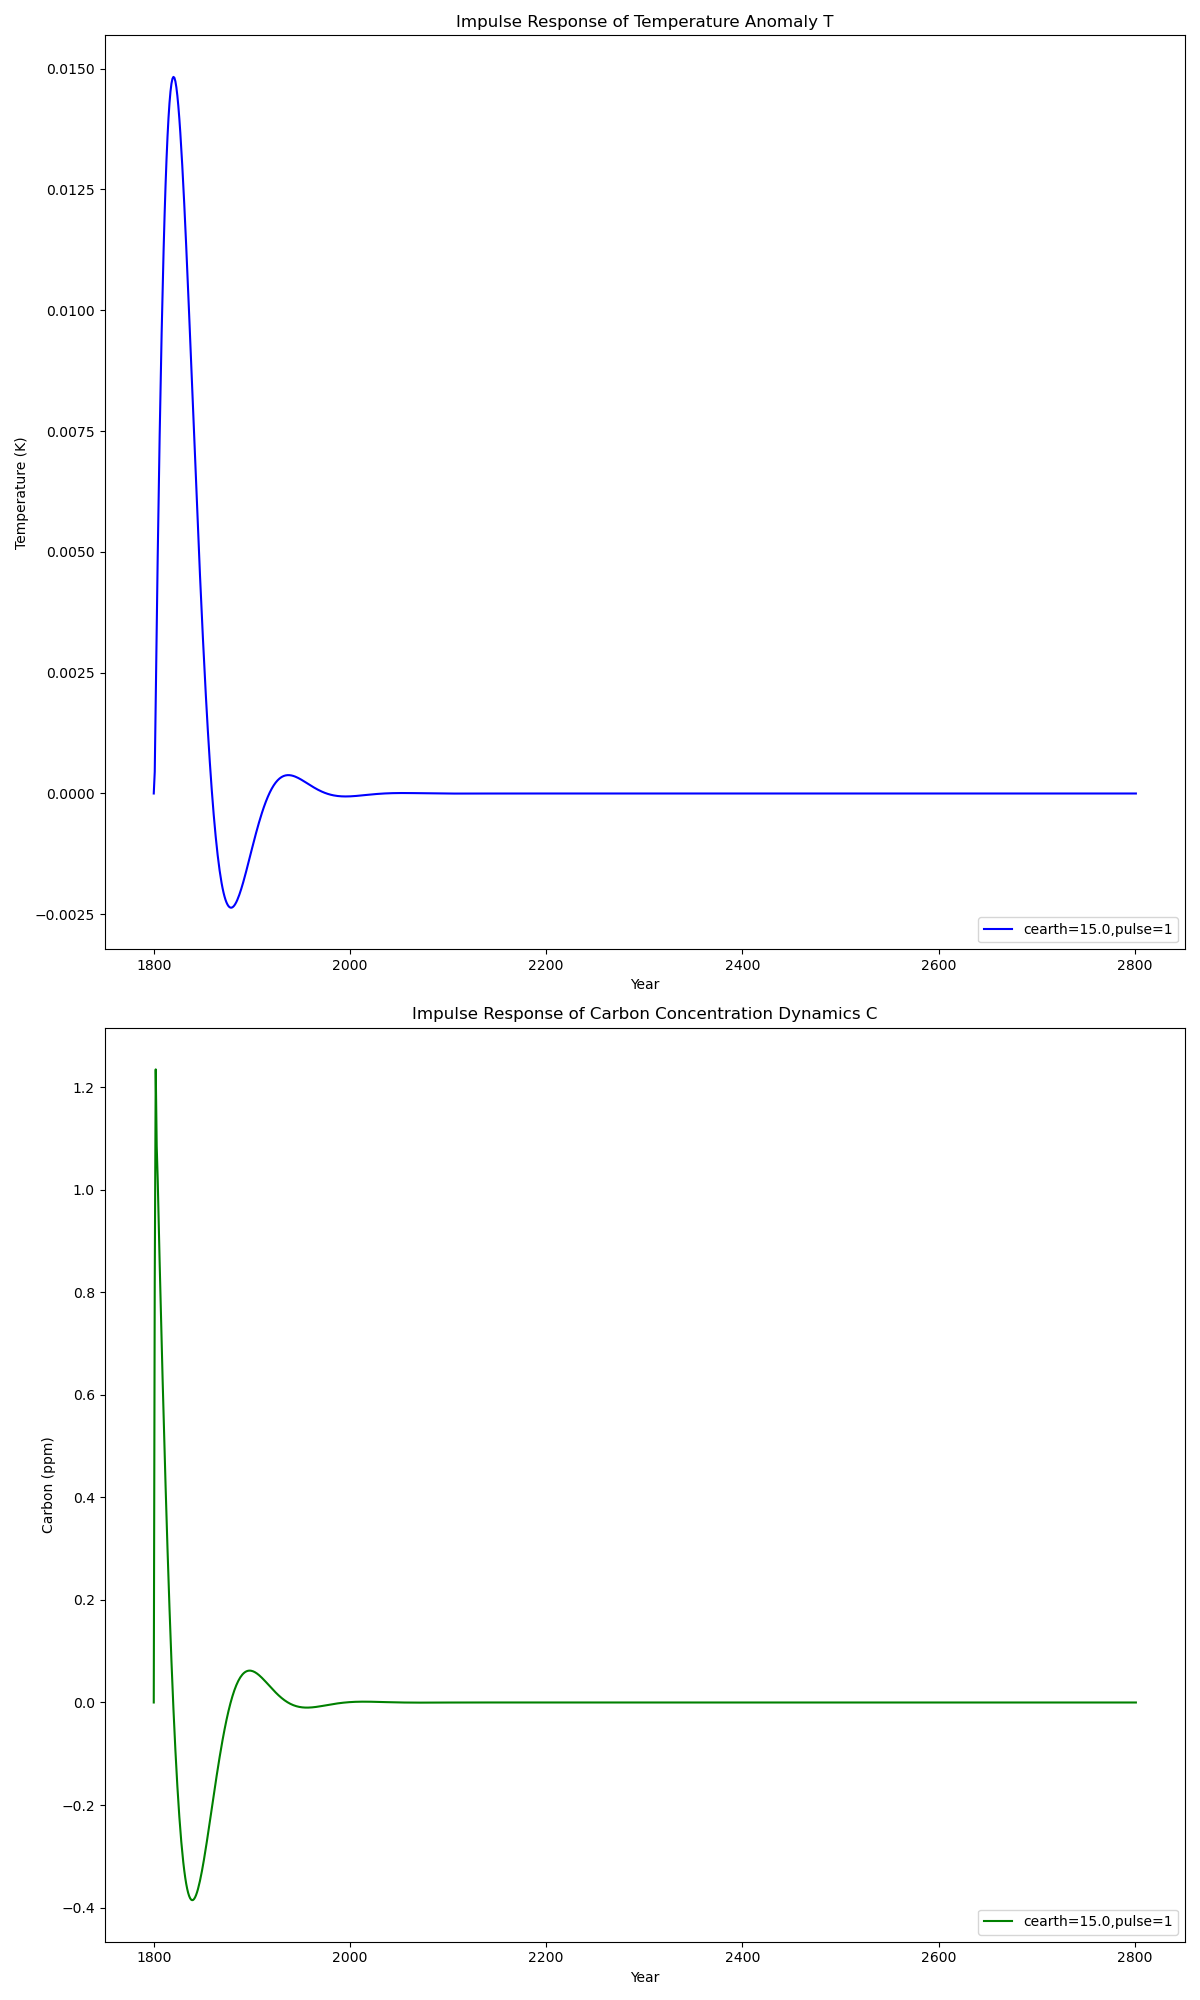 Impulse Response of Temperature Anomaly T
0.0150
0.0125
0.0100
0.0075
0.0050
0.0025
0.0000
−0.0025
Temperature (K)
cearth=15.0,pulse=1
1800 2000 2200 2400 2600 2800
Year
Impulse Response of Carbon Concentration Dynamics C
1.2
1.0
0.8
0.6
0.4
0.2
0.0
−0.2
−0.4
Carbon (ppm)
cearth=15.0,pulse=1
1800 2000 2200 2400 2600 2800
Year